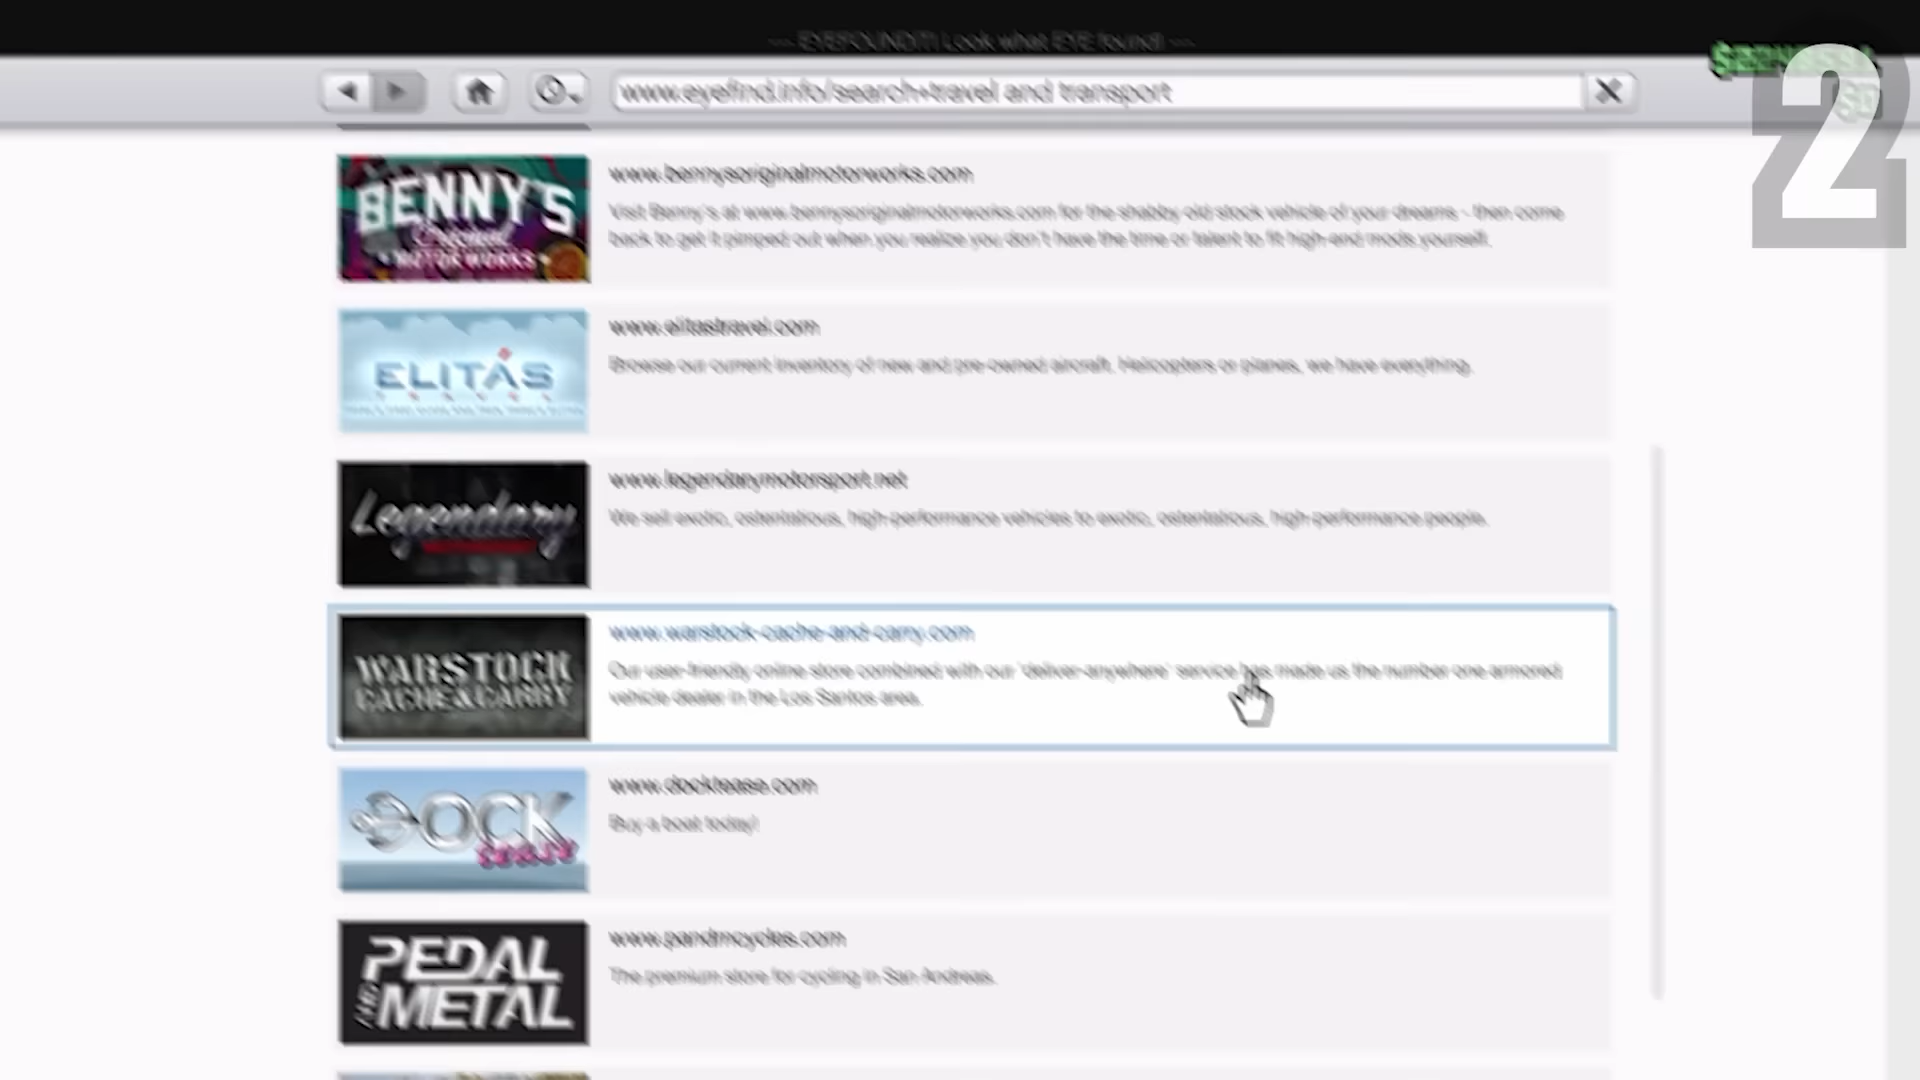 --- EYEFOUNDIT! Look what EYE found! ---
www.eyefind.info/search+travel and transport
2
BENNY'S
Original
MOTORWORKS
www.bennysoriginalmotorworks.com
Visit Benny's at www.bennysoriginalmotorworks.com for the shabby old stock vehicle of your dreams - then come
back to get it pimped out when you realize you don't have the time or talent to fit high-end mods yourself.
ELITÁS
www.elitastravel.com
Browse our current inventory of new and pre-owned aircraft. Helicopters or planes, we have everything.
Legendary
www.legendarymotorsport.net
We sell exotic, ostentatious, high-performance vehicles to exotic, ostentatious, high-performance people.
WARSTOCK
CACHE&CARRY
www.warstock-cache-and-carry.com
Our user-friendly online store combined with our 'deliver-anywhere' service has made us the number one armored
vehicle dealer in the Los Santos area.
DOCK
tease
www.docktease.com
Buy a boat today!
PEDAL
AND METAL
www.pandmcycles.com
The premium store for cycling in San Andreas.